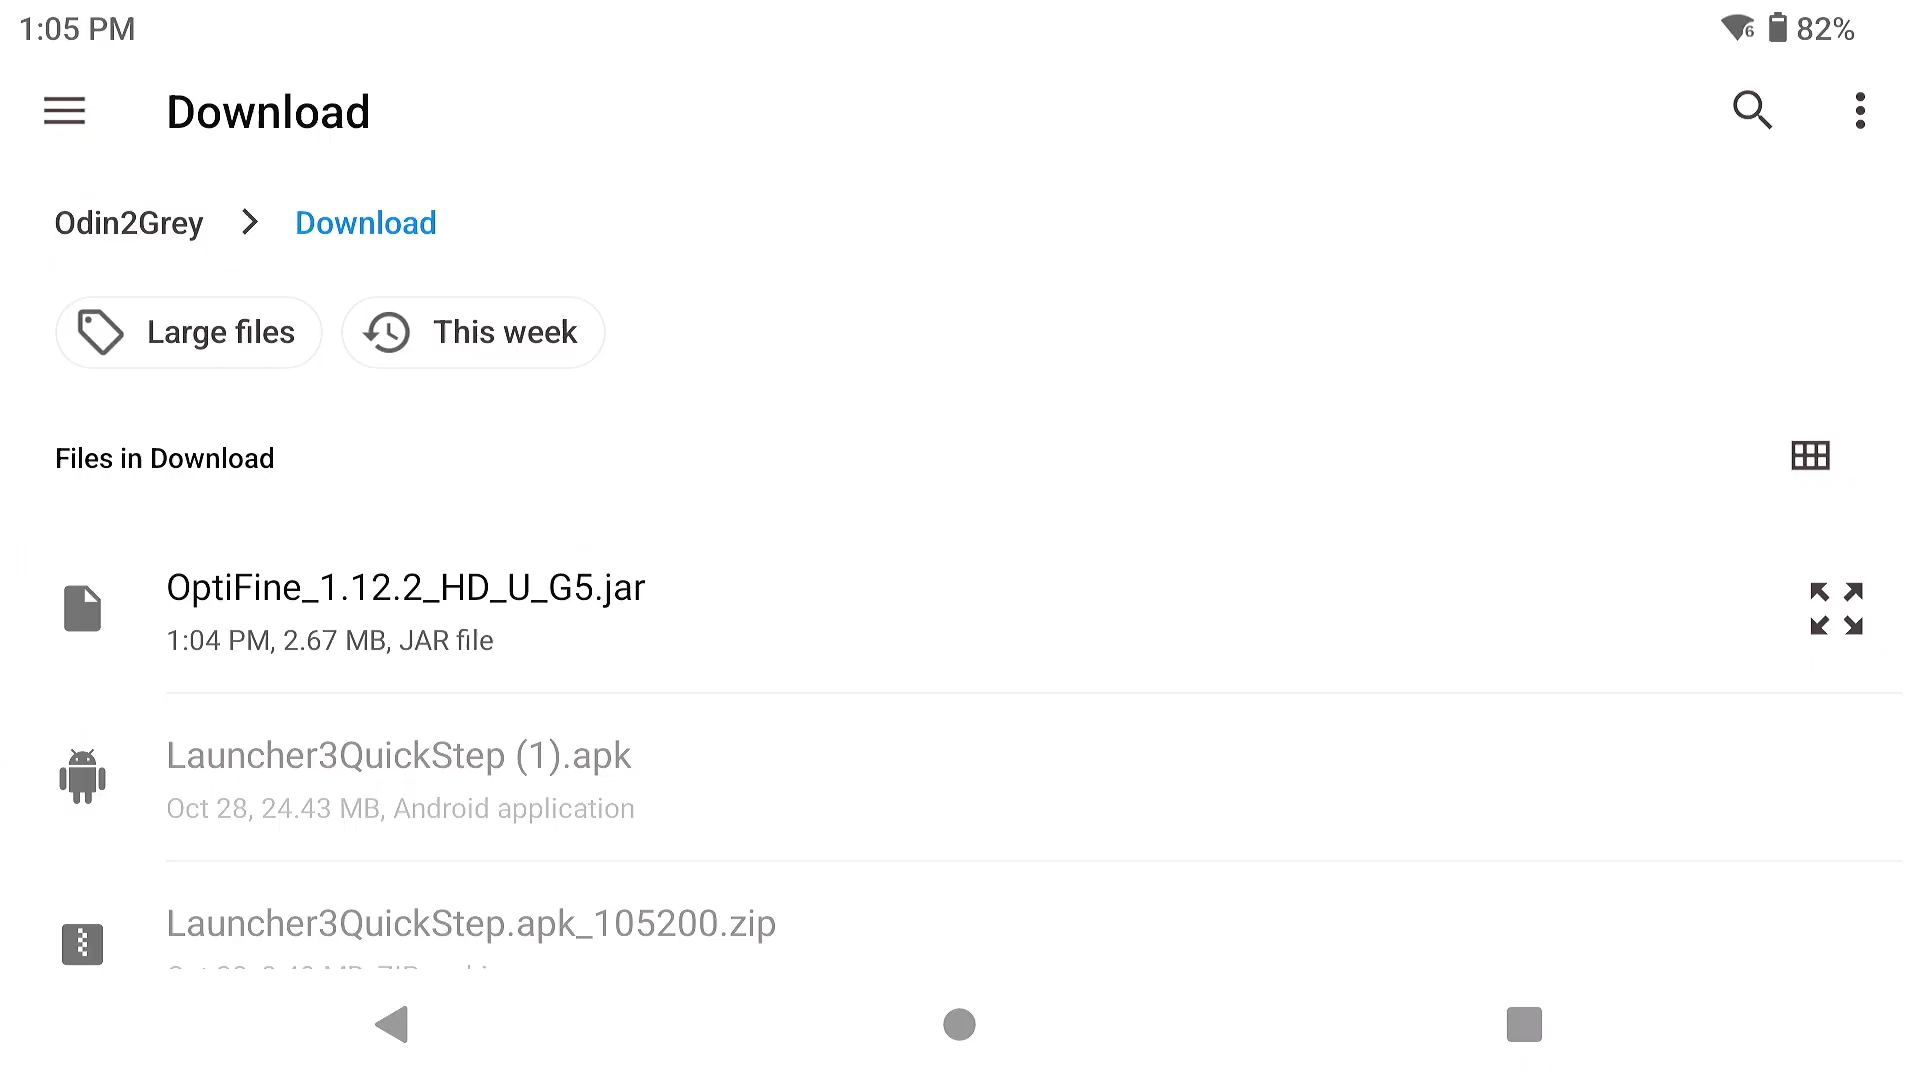 1:05 PM
6 82%
Download
Odin2Grey > Download
Large files
This week
Files in Download
OptiFine_1.12.2_HD_U_G5.jar
1:04 PM, 2.67 MB, JAR file
Launcher3QuickStep (1).apk
Oct 28, 24.43 MB, Android application
Launcher3QuickStep.apk_105200.zip